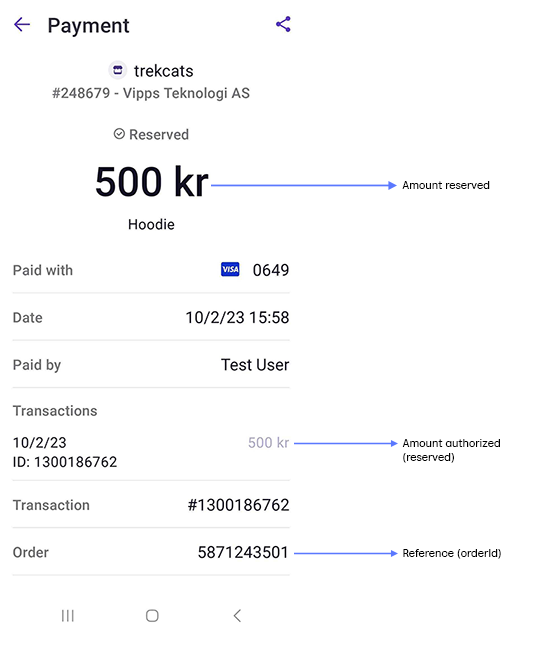 Payment
trekcats
#248679 - Vipps Teknologi AS
Reserved
500 kr
Amount reserved
Hoodie
Paid with
VISA 0649
Date
10/2/23 15:58
Paid by
Test User
Transactions
10/2/23
500 kr
Amount authorized
(reserved)
ID: 1300186762
Transaction
#1300186762
Order
5871243501
Reference (orderId)